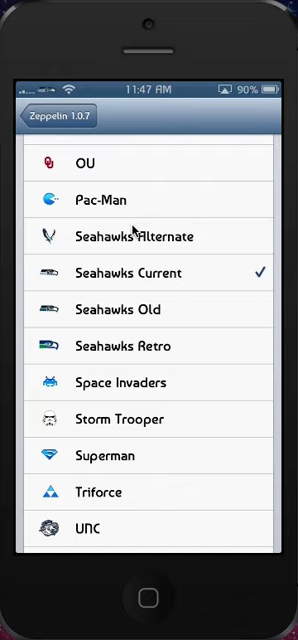 11:47 AM
90%
Zeppelin 1.0.7
OU
Pac-Man
Seahawks Alternate
Seahawks Current
Seahawks Old
Seahawks Retro
Space Invaders
Storm Trooper
Superman
Triforce
UNC